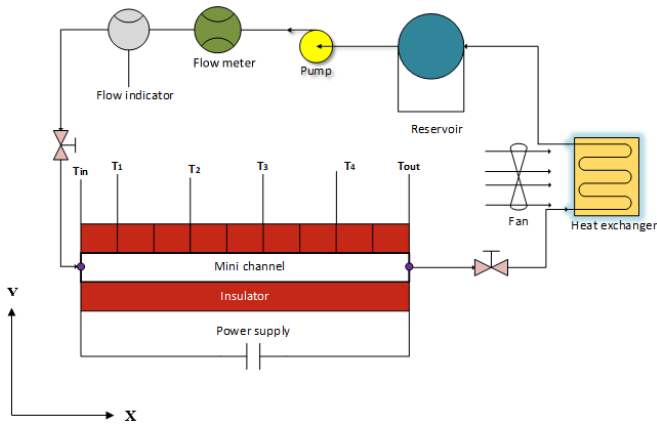 Flow meter
Pump
Flow indicator
Reservoir
Tin
T1
T2
T3
T4
Tout
Fan
Heat exchanger
Mini channel
Insulator
Power supply
Y
X